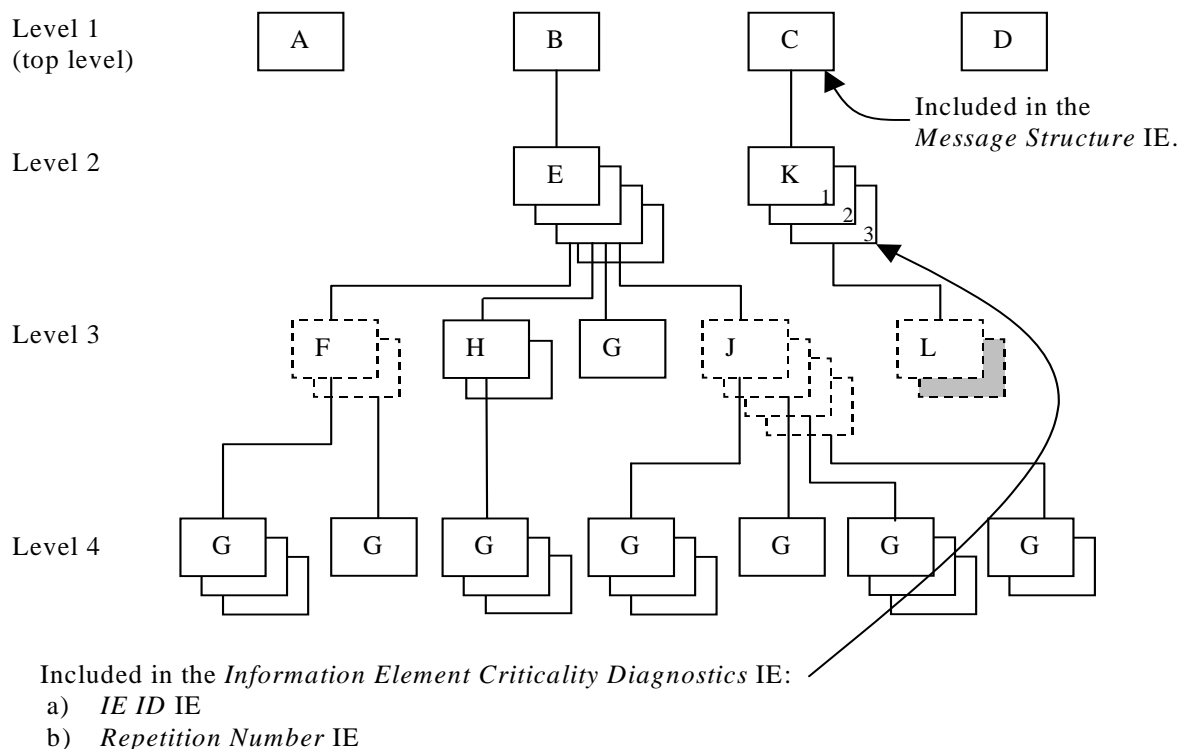 Level 1
(top level)
A
B
C
D
Included in the
Message Structure IE.
Level 2
E
K
1
2
3
Level 3
F
H
G
J
L
Level 4
G
G
G
G
G
G
G
Included in the Information Element Criticality Diagnostics IE:
a) IE ID IE
b) Repetition Number IE